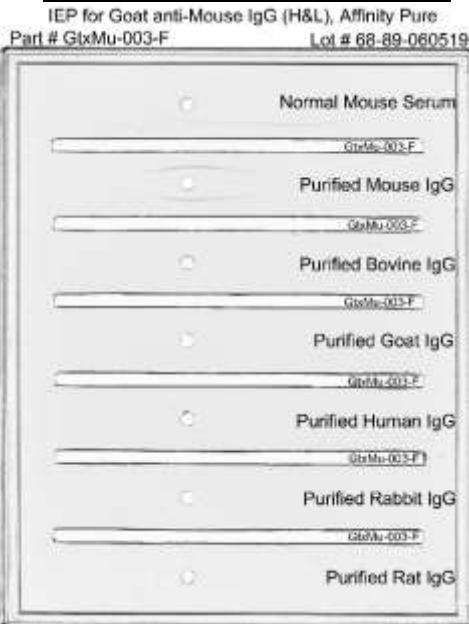 IEP for Goat anti-Mouse IgG (H&L), Affinity Pure
Part # GtxMu-003-F Lot # 68-89-060519
Normal Mouse Serum
GtxMu-003-F
Purified Mouse IgG
GtxMu-003-F
Purified Bovine IgG
GtxMu-003-F
Purified Goat IgG
GtxMu-003-F
Purified Human IgG
GtxMu-003-F
Purified Rabbit IgG
GtxMu-003-F
Purified Rat IgG